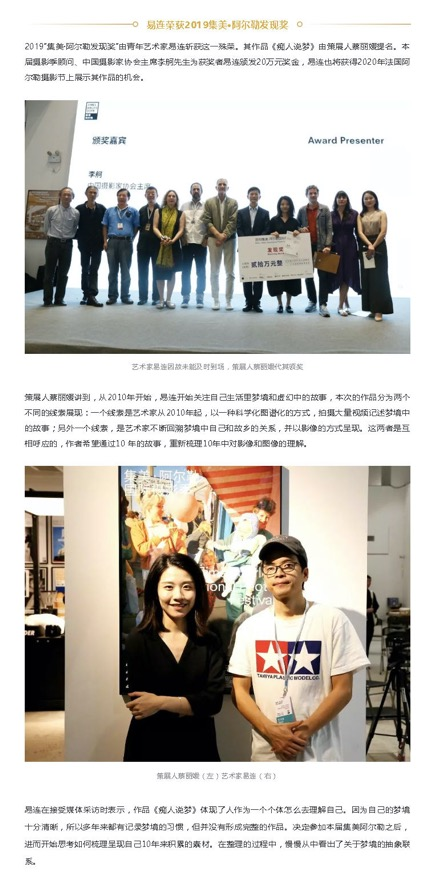 易连荣获2019集美·阿尔勒发现奖
2019“集美·阿尔勒发现奖”由青年艺术家易连斩获这一殊荣。其作品《痴人说梦》由策展人蔡丽媛提名。本
届摄影季顾问、中国摄影家协会主席李舸先生为获奖者易连颁发20万元奖金，易连也将获得2020年法国阿
尔勒摄影节上展示其作品的机会。
颁奖嘉宾
Award Presenter
李舸
中国摄影家协会主席
发现奖
贰拾万元整
艺术家易连因故未能及时到场，策展人蔡丽媛代其领奖
策展人蔡丽媛讲到，从2010年开始，易连开始关注自己生活里梦境和虚幻中的故事，本次的作品分为两个
不同的线索展现：一个线索是艺术家从2010年起，以一种科学化图谱化的方式，拍摄大量视频记述梦境中
的故事；另外一个线索，是艺术家不断回溯梦境中自己和故乡的关系，并以影像的方式呈现。这两者是互
相呼应的，作者希望通过10 年的故事，重新梳理10年中对影像和图像的理解。
集美·阿尔勒
TAMIYA PLASTIC MODEL CO.
策展人蔡丽媛（左）艺术家易连（右）
易连在接受媒体采访时表示，作品《痴人说梦》体现了人作为一个个体怎么去理解自己。因为自己的梦境
十分清晰，所以多年来都有记录梦境的习惯，但并没有形成完整的作品。决定参加本届集美阿尔勒之后，
进而开始思考如何梳理呈现自己10年来积累的素材。在整理的过程中，慢慢从中看出了关于梦境的抽象联
系。